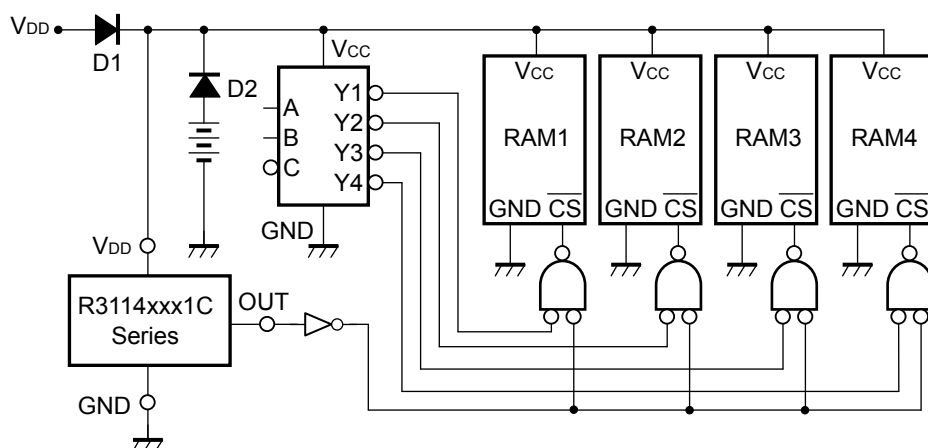 VDD
D1
D2
VCC
A
B
C
Y1
Y2
Y3
Y4
GND
VCC
RAM1
GND CS
VCC
RAM2
GND CS
VCC
RAM3
GND CS
VCC
RAM4
GND CS
VDD
R3114xxx1C
Series
OUT
GND